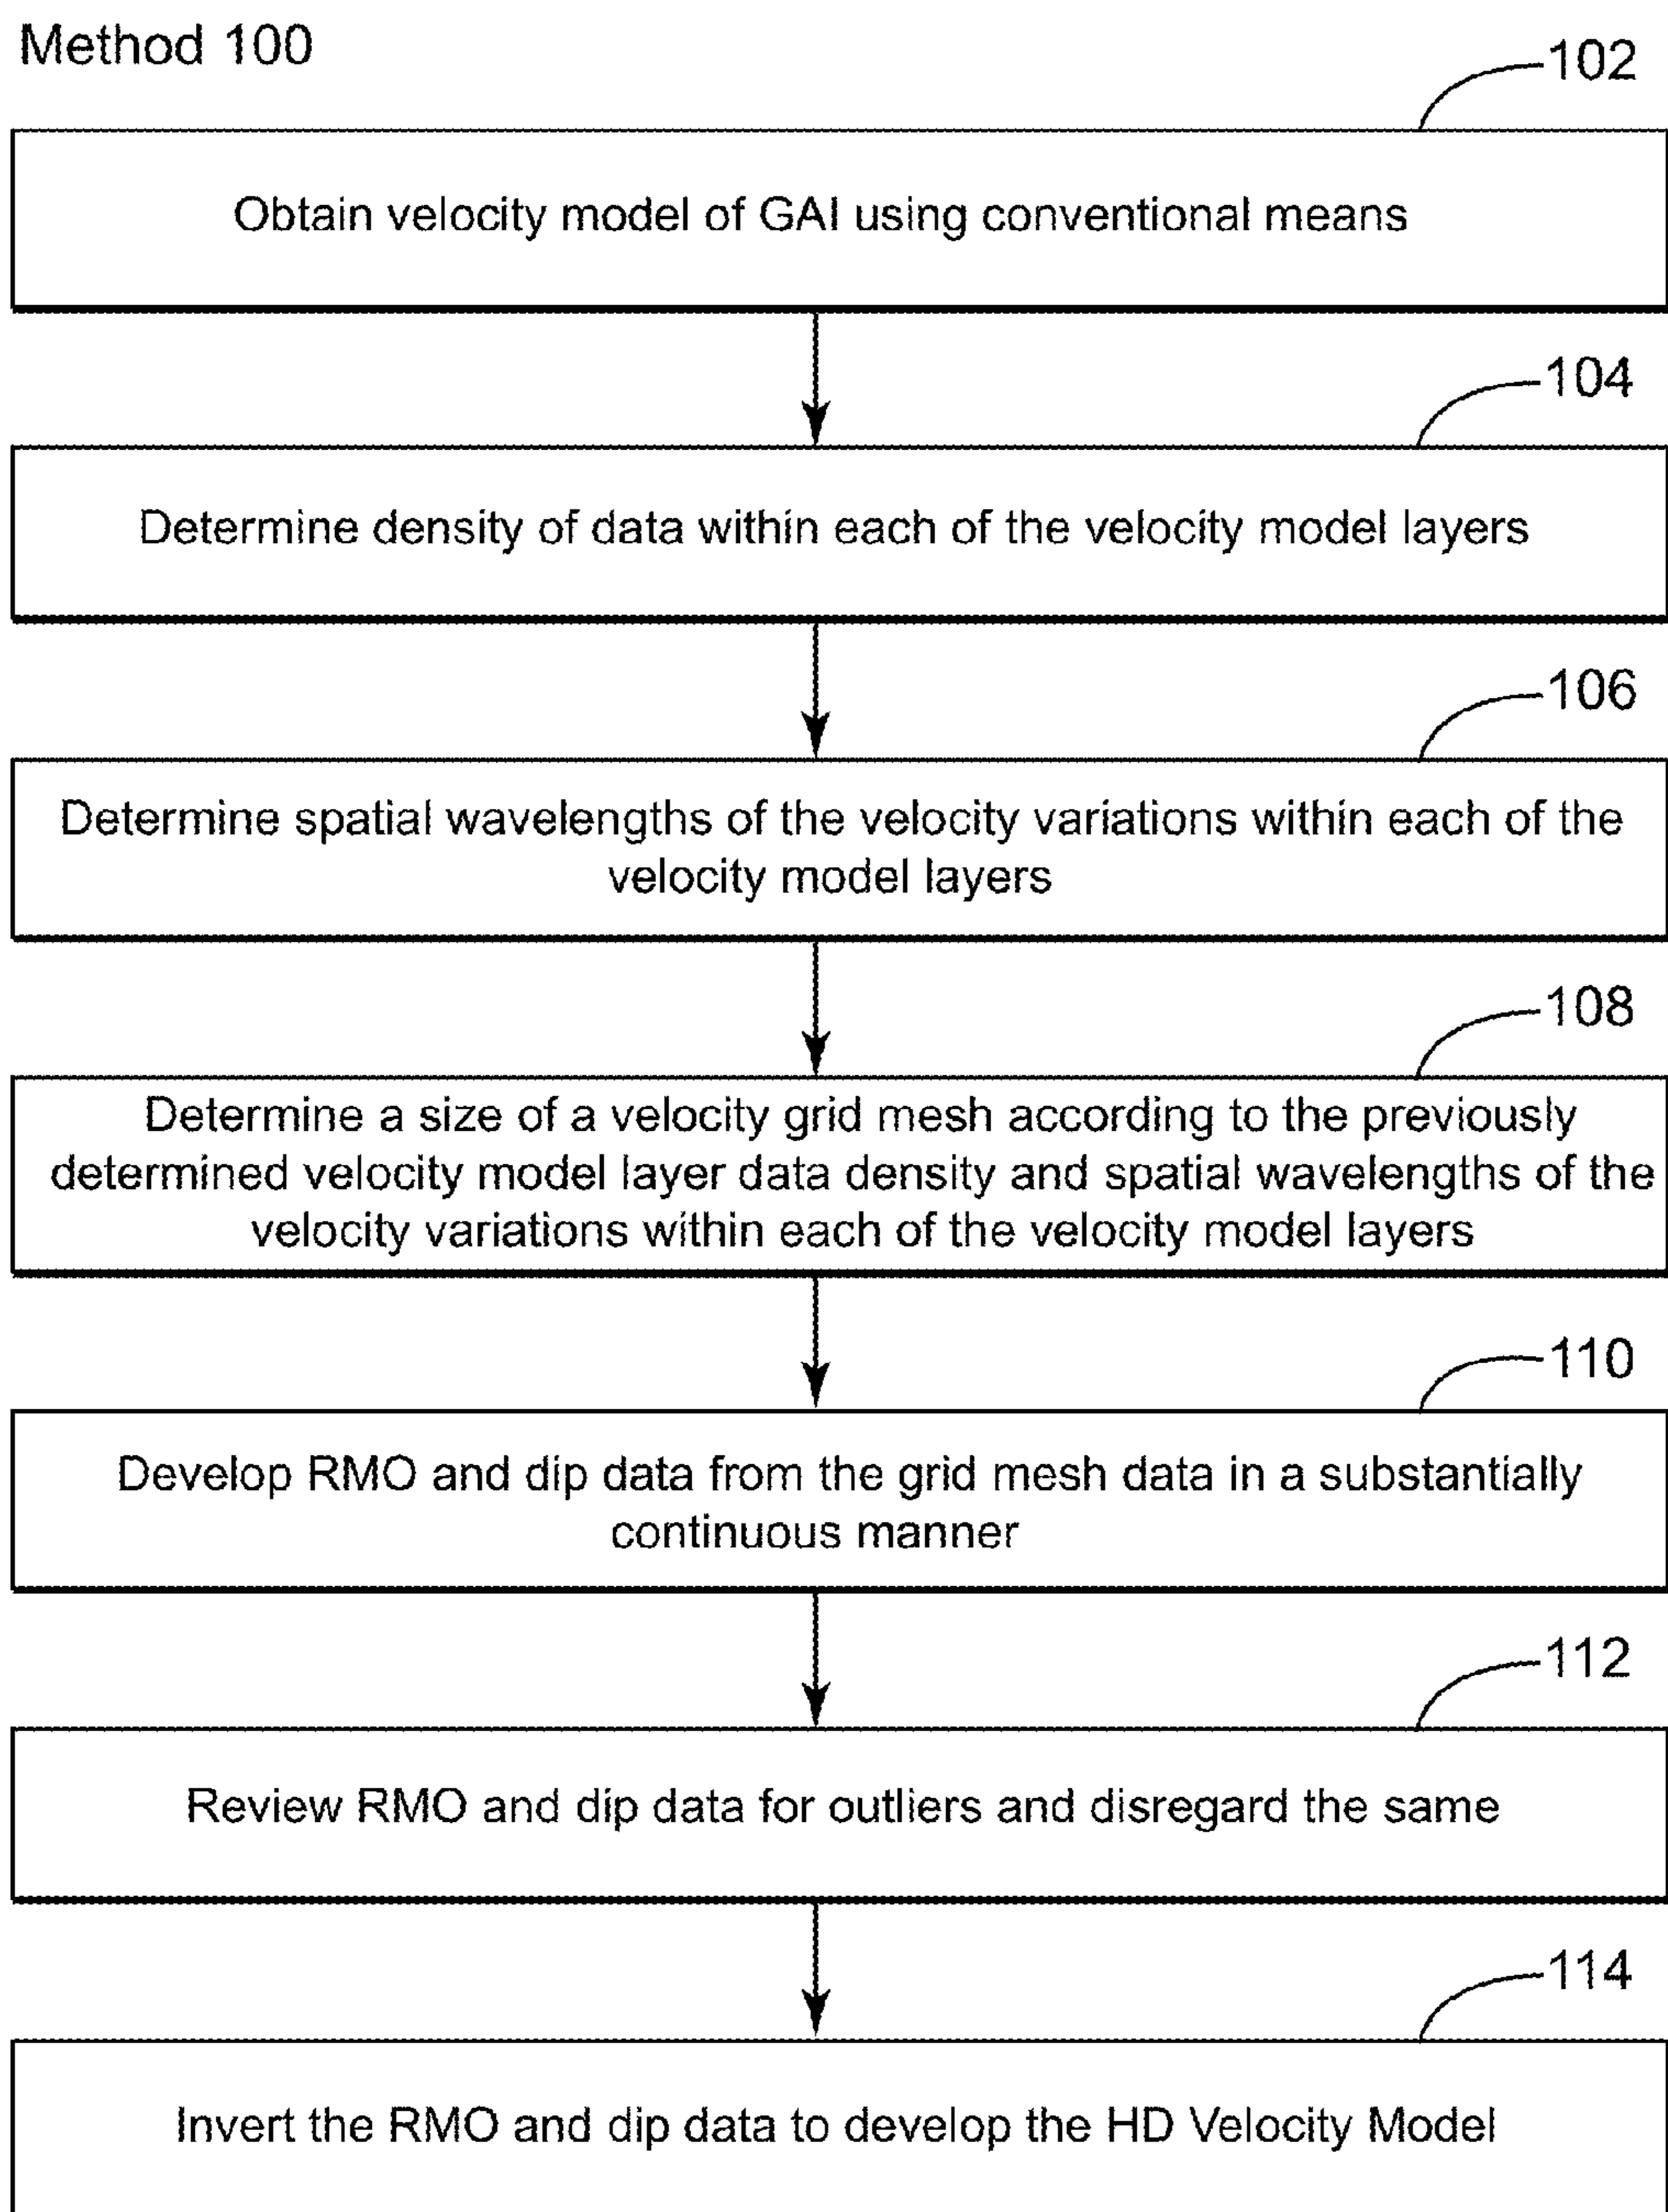 Method 100
102
Obtain velocity model of GAI using conventional means
104
Determine density of data within each of the velocity model layers
106
Determine spatial wavelengths of the velocity variations within each of the
velocity model layers
108
Determine a size of a velocity grid mesh according to the previously
determined velocity model layer data density and spatial wavelengths of the
velocity variations within each of the velocity model layers
110
Develop RMO and dip data from the grid mesh data in a substantially
continuous manner
112
Review RMO and dip data for outliers and disregard the same
114
Invert the RMO and dip data to develop the HD Velocity Model